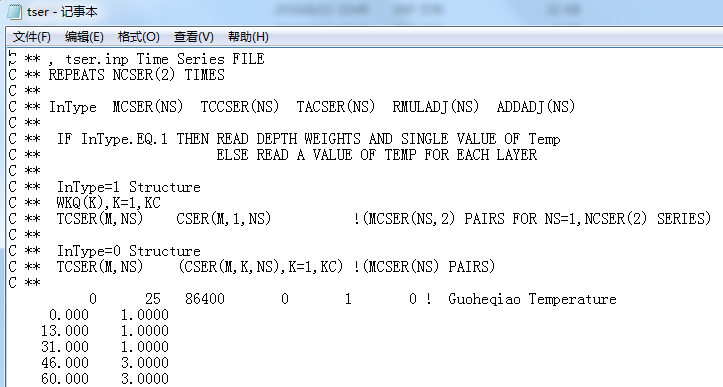 tser - 记事本
文件(F) 编辑(E) 格式(O) 查看(V) 帮助(H)
C ** , tser.inp Time Series FILE
C ** REPEATS NCSER(2) TIMES
C **
C ** InType MCSER(NS) TCCSER(NS) TACSER(NS) RMULADJ(NS) ADDADJ(NS)
C **
C ** IF InType.EQ.1 THEN READ DEPTH WEIGHTS AND SINGLE VALUE OF Temp
C ** ELSE READ A VALUE OF TEMP FOR EACH LAYER
C **
C ** InType=1 Structure
C ** WKQ(K),K=1,KC
C ** TCSER(M,NS) CSER(M,1,NS) !(MCSER(NS,2) PAIRS FOR NS=1,NCSER(2) SERIES)
C **
C ** InType=0 Structure
C ** TCSER(M,NS) (CSER(M,K,NS),K=1,KC) !(MCSER(NS) PAIRS)
C **
0 25 86400 0 1 0 ! Guoheqiao Temperature
0.000 1.0000
13.000 1.0000
31.000 1.0000
46.000 3.0000
60.000 3.0000